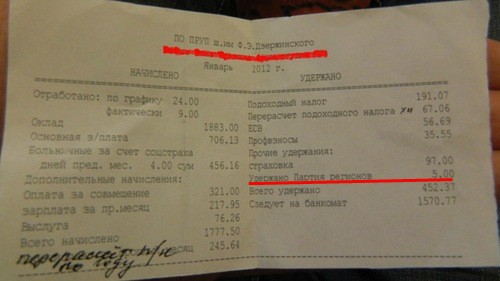 ПО ПРУП ш.им Ф.Э.Дзержинского
Январь 2012 г.
НАЧИСЛЕНО
Отработано: по графику 24.00
фактически 9.00
Оклад 1883.00
Основная з/плата 706.13
Больничные за счет соцстраха
дней пред. мес. 4.00 сум 456.16
Дополнительные начисления:
Оплата за совмещение 321.00
зарплата за пр.месяц 217.95
Выслуга 76.26
Всего начислено 1777.50
месяц 245.64
перерасчёт п/н
по году
УДЕРЖАНО
Подоходный налог 191.07
Перерасчет подоходного налога 67.06
ЕСВ 56.69
Профвзносы 35.55
Прочие удержания:
страховка 97.00
Удержано Партия регионов 5.00
Всего удержано 452.37
Следует на банкомат 1570.77